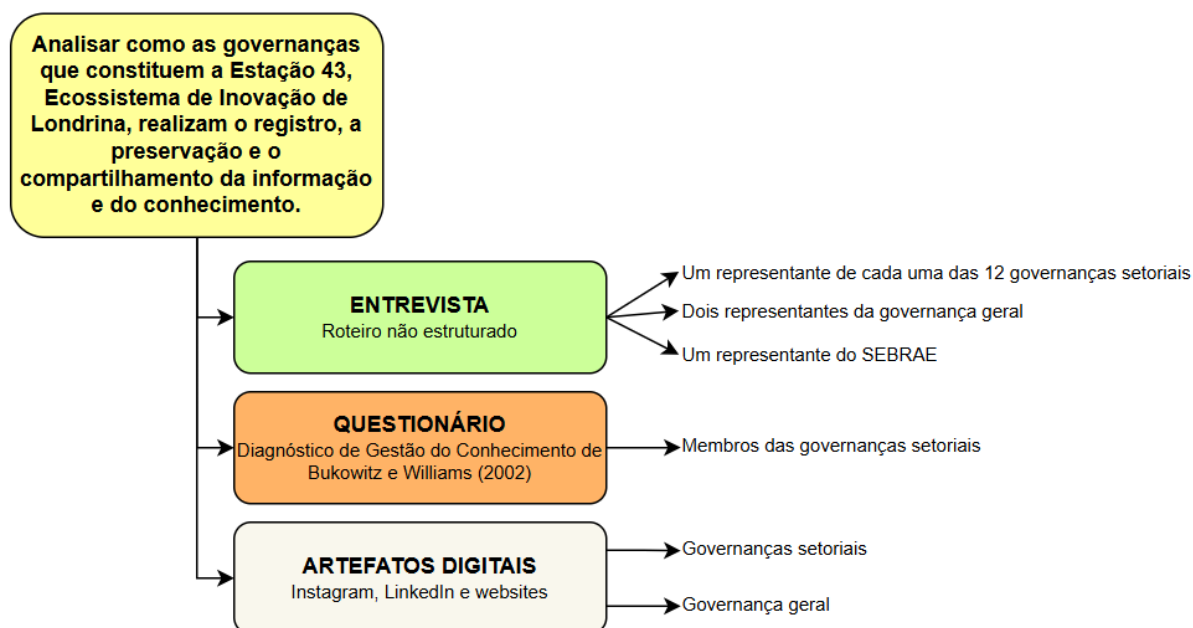 Analisar como as governanças
que constituem a Estação 43,
Ecossistema de Inovação de
Londrina, realizam o registro, a
preservação e o
compartilhamento da informação
e do conhecimento.
ENTREVISTA
Roteiro não estruturado
Um representante de cada uma das 12 governanças setoriais
Dois representantes da governança geral
Um representante do SEBRAE
QUESTIONÁRIO
Diagnóstico de Gestão do Conhecimento de
Bukowitz e Williams (2002)
Membros das governanças setoriais
ARTEFATOS DIGITAIS
Instagram, LinkedIn e websites
Governanças setoriais
Governança geral